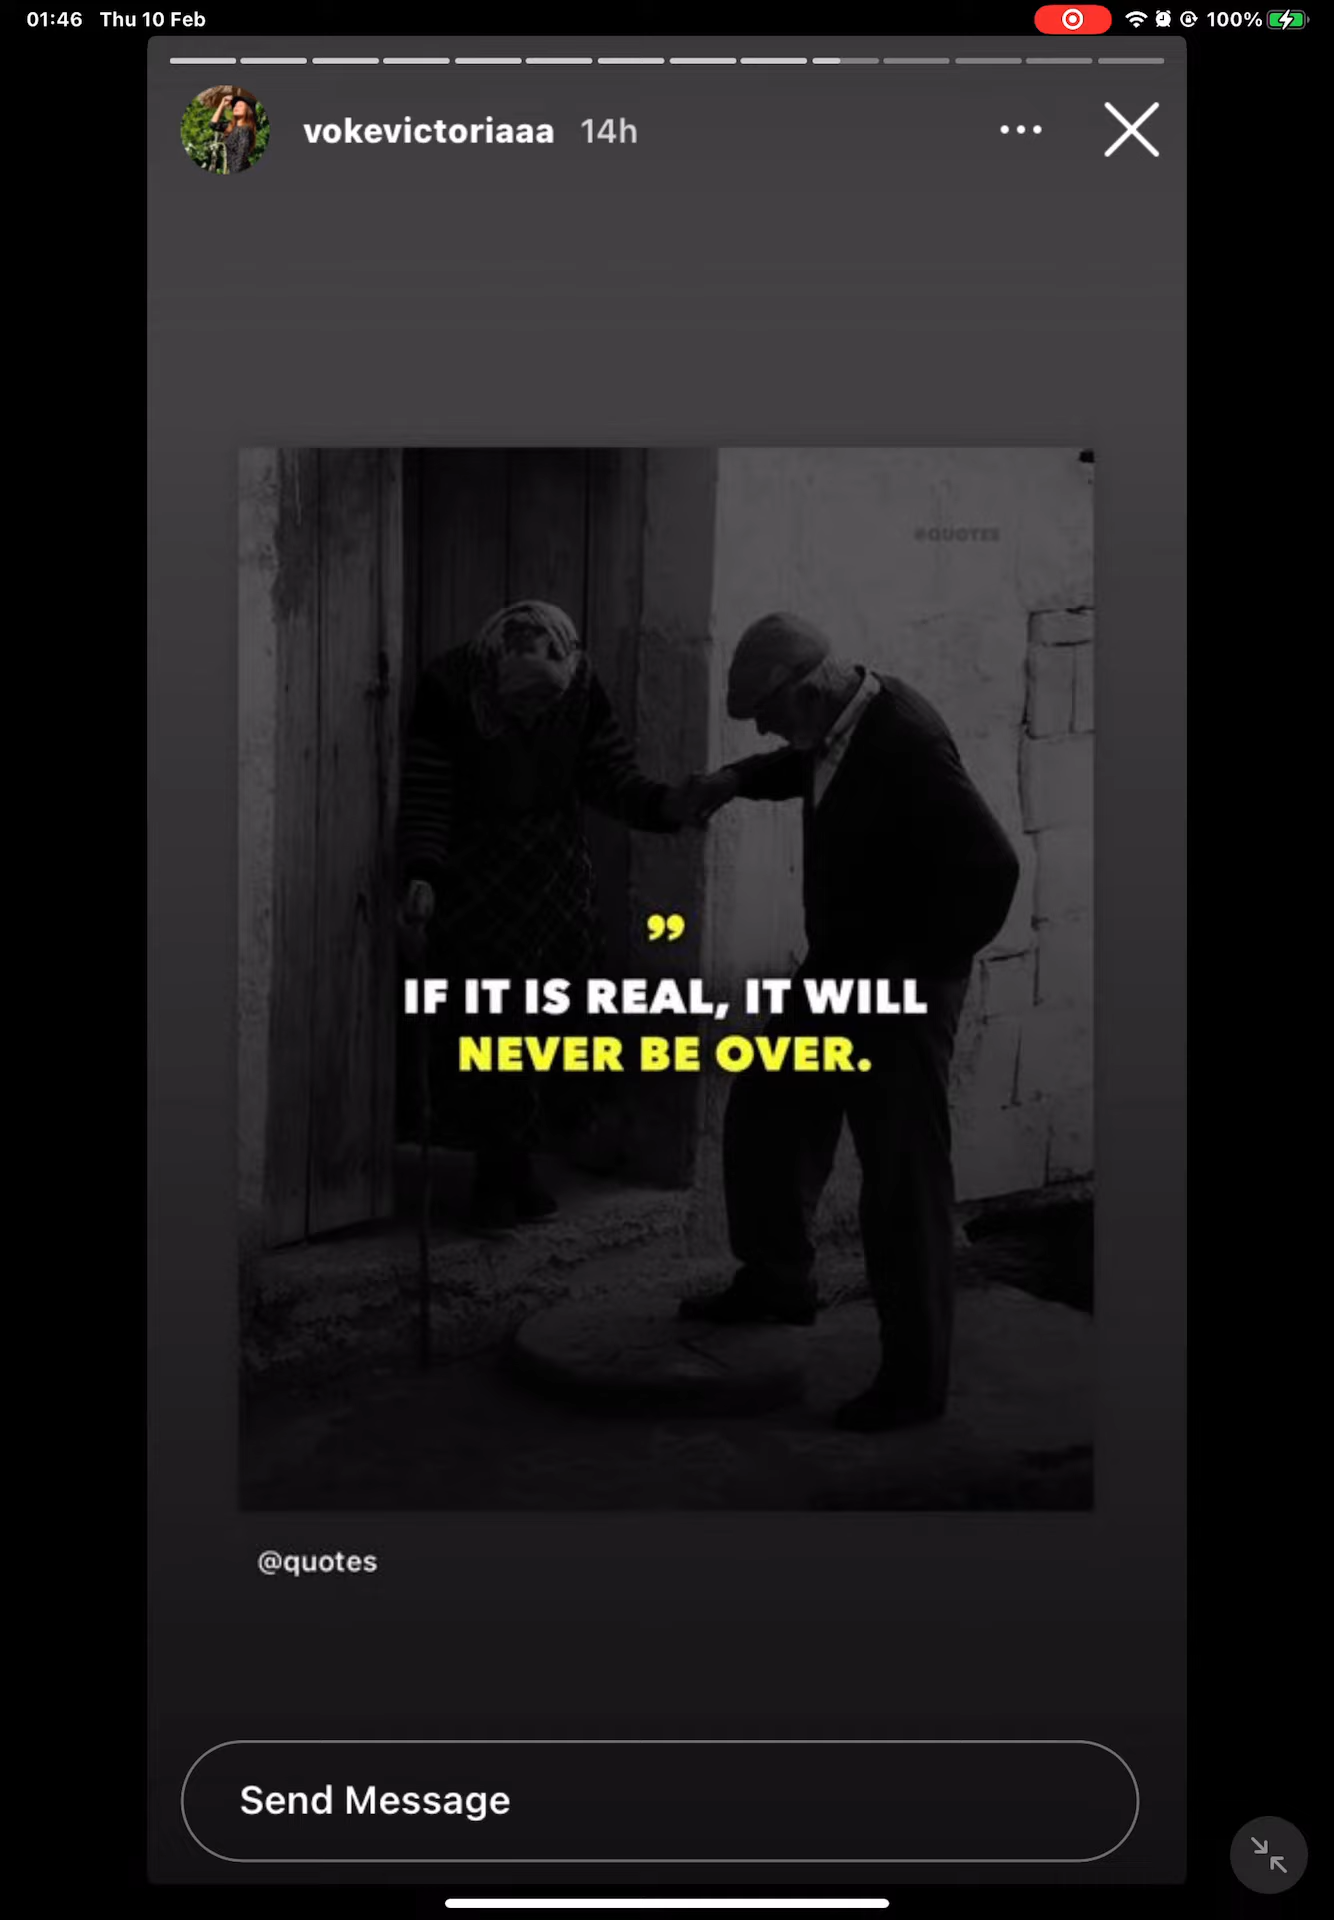 01:46 Thu 10 Feb
100%
vokevictoriaaa 14h
@QUOTES
”
IF IT IS REAL, IT WILL
NEVER BE OVER.
@quotes
Send Message